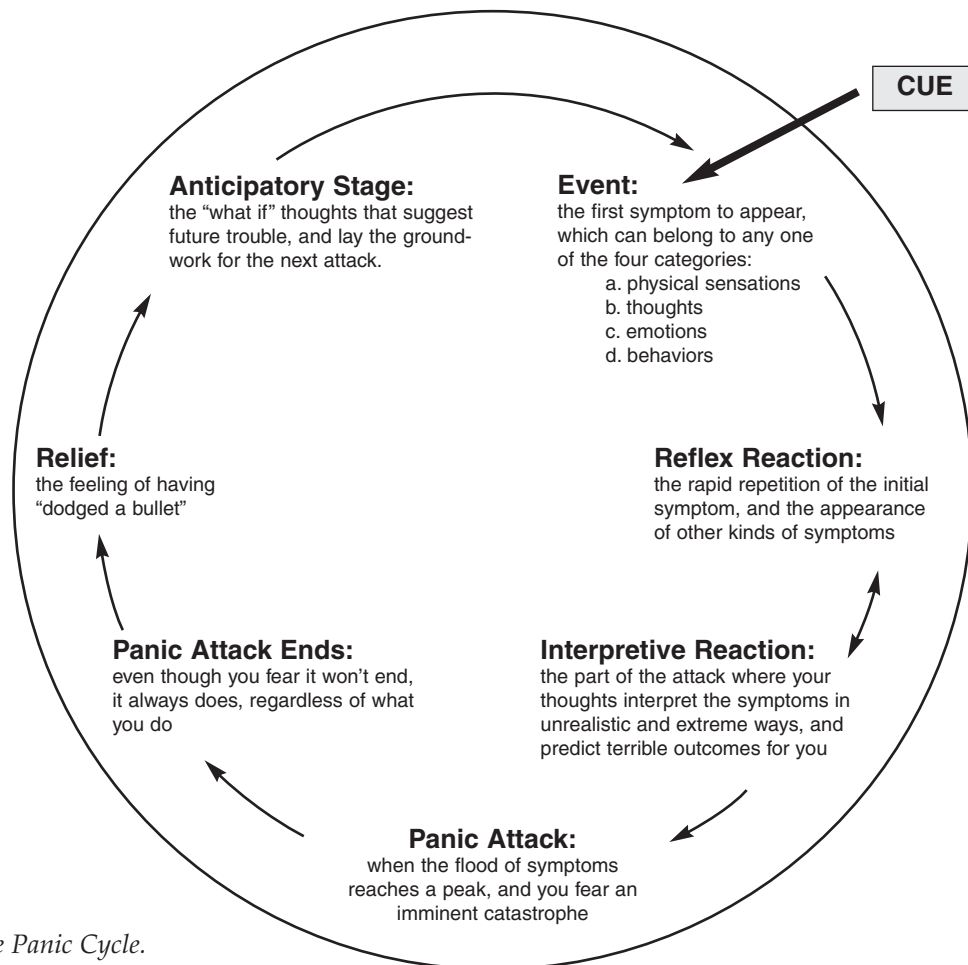 CUE
Anticipatory Stage:
the “what if” thoughts that suggest
future trouble, and lay the ground-
work for the next attack.
Event:
the first symptom to appear,
which can belong to any one
of the four categories:
a. physical sensations
b. thoughts
c. emotions
d. behaviors
Reflex Reaction:
the rapid repetition of the initial
symptom, and the appearance
of other kinds of symptoms
Interpretive Reaction:
the part of the attack where your
thoughts interpret the symptoms in
unrealistic and extreme ways, and
predict terrible outcomes for you
Panic Attack:
when the flood of symptoms
reaches a peak, and you fear an
imminent catastrophe
Panic Attack Ends:
even though you fear it won’t end,
it always does, regardless of what
you do
Relief:
the feeling of having
“dodged a bullet”
Panic Cycle.